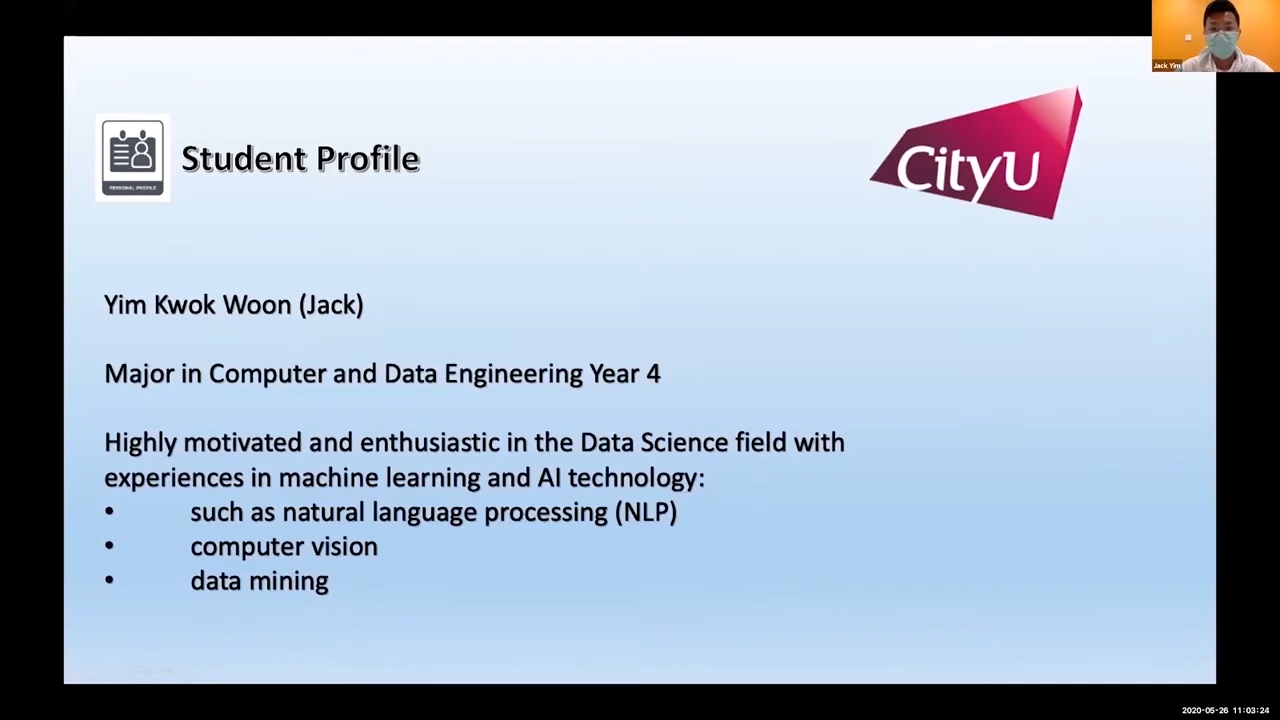 Jack Yim
Student Profile
PERSONAL PROFILE
CityU
Yim Kwok Woon (Jack)
Major in Computer and Data Engineering Year 4
Highly motivated and enthusiastic in the Data Science field with
experiences in machine learning and AI technology:
• such as natural language processing (NLP)
• computer vision
• data mining
2020-05-26 11:03:24